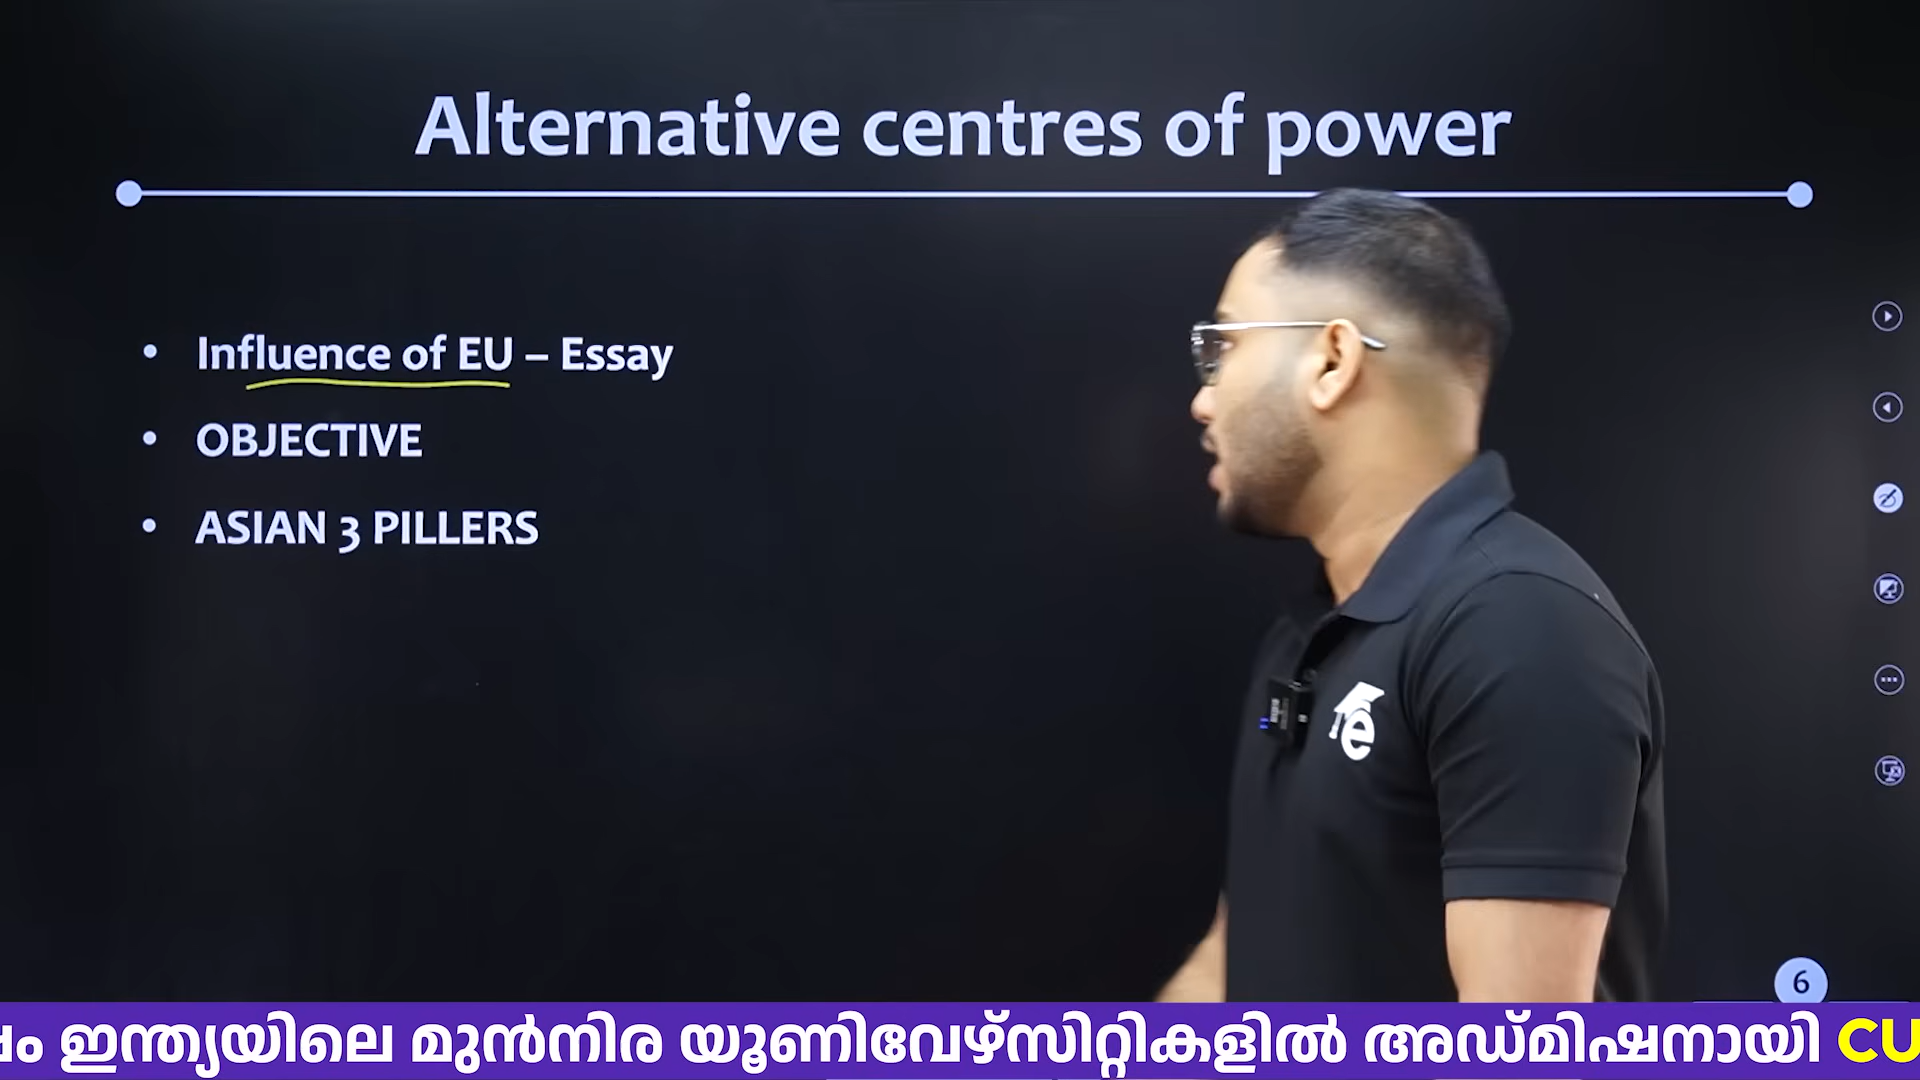 Alternative centres of power
• Influence of EU – Essay
• OBJECTIVE
• ASIAN 3 PILLERS
e
6
ഇന്ത്യയിലെ മുൻനിര യൂണിവേഴ്സിറ്റികളിൽ അഡ്മിഷനായി CU